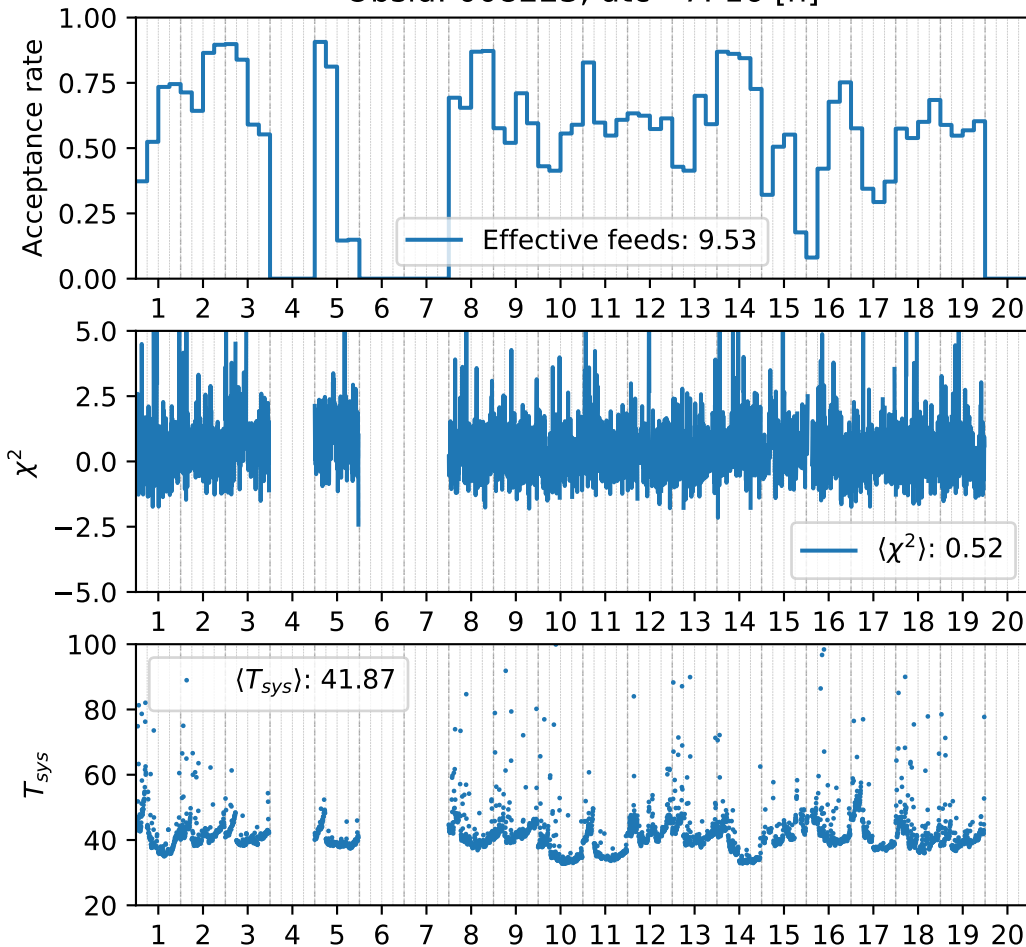 Acceptance rate
1.00
0.75
0.50
0.25
0.00
Effective feeds: 9.53
1 2 3 4 5 6 7 8 9 10 11 12 13 14 15 16 17 18 19 20
χ²
5.0
2.5
0.0
−2.5
−5.0
⟨χ²⟩: 0.52
1 2 3 4 5 6 7 8 9 10 11 12 13 14 15 16 17 18 19 20
T_sys
100
80
60
40
20
⟨T_sys⟩: 41.87
1 2 3 4 5 6 7 8 9 10 11 12 13 14 15 16 17 18 19 20